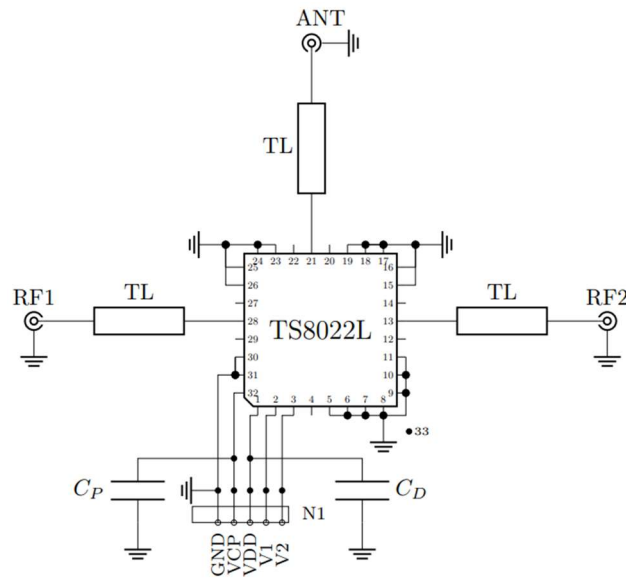 ANT
TL
24 23 22 21 20 19 18 17
25 16
26 15
RF1 TL 27 14 TL RF2
28 TS8022L 13
29 12
30 11
31 10
32 9
1 2 3 4 5 6 7 8
33
C_P C_D
N1
GND
VCP
VDD
V1
V2